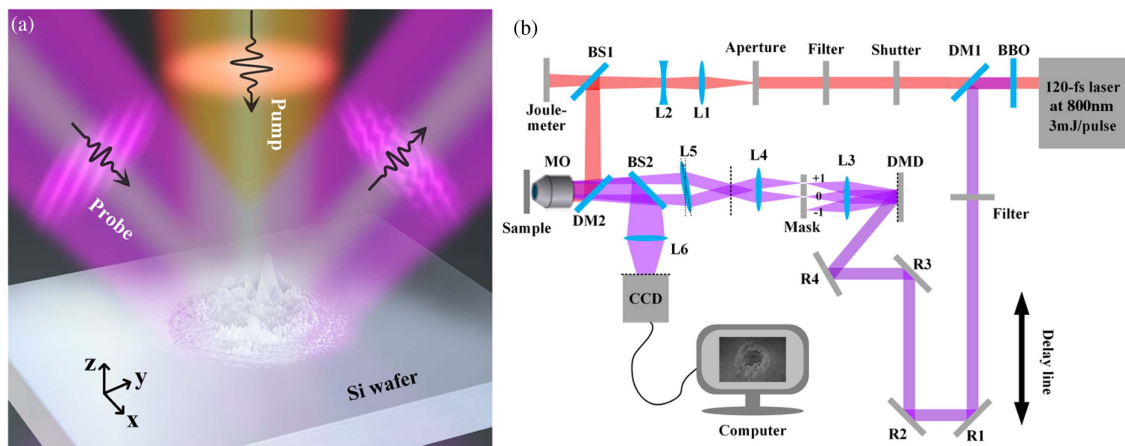 (a)
Pump
Probe
z
y
x
Si wafer
(b)
BS1
Aperture
Filter
Shutter
DM1
BBO
Joule-
meter
L2
L1
120-fs laser
at 800nm
3mJ/pulse
MO
BS2
L5
L4
L3
DMD
+1
0
-1
Sample
DM2
Mask
Filter
L6
R4
R3
CCD
Delay line
R2
R1
Computer